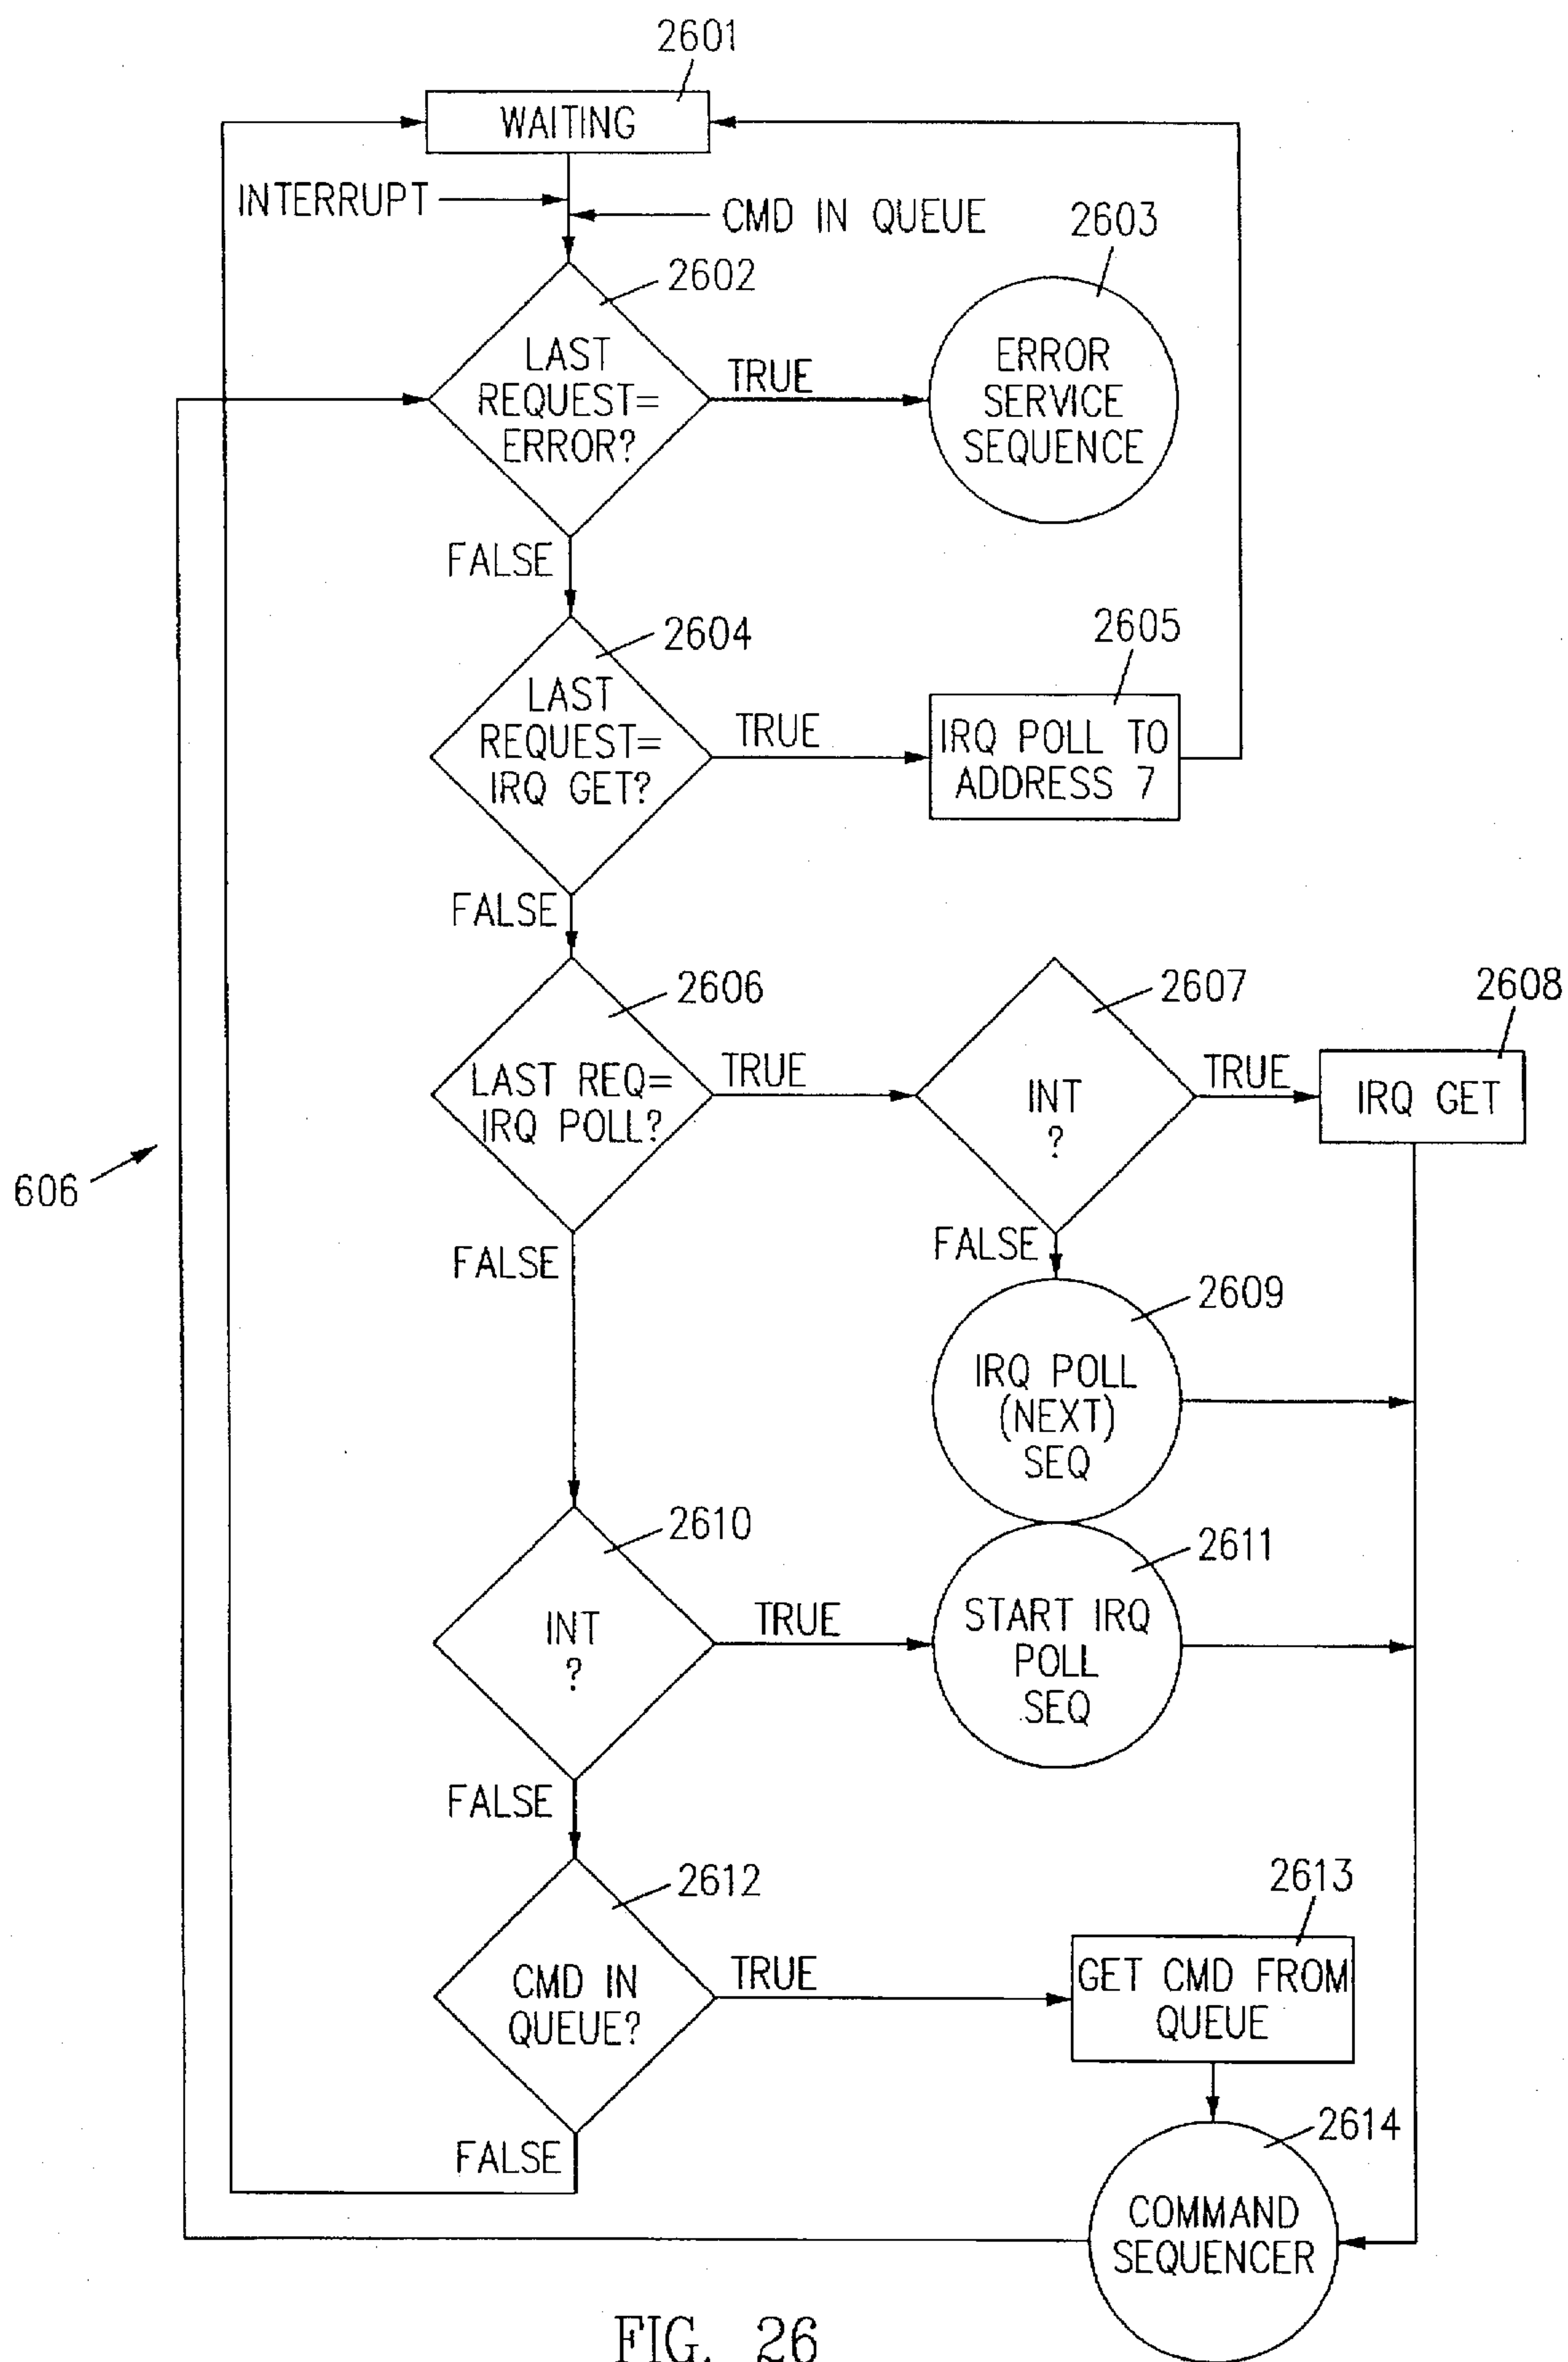 2601
WAITING
INTERRUPT
CMD IN QUEUE
2603
2602
LAST
REQUEST=
ERROR?
TRUE
ERROR
SERVICE
SEQUENCE
FALSE
2604
2605
LAST
REQUEST=
IRQ GET?
TRUE
IRQ POLL TO
ADDRESS 7
FALSE
2606
2607
2608
LAST REQ=
IRQ POLL?
TRUE
INT
?
TRUE
IRQ GET
606
FALSE
FALSE
2609
IRQ POLL
(NEXT)
SEQ
2610
2611
INT
?
TRUE
START IRQ
POLL
SEQ
FALSE
2612
2613
CMD IN
QUEUE?
TRUE
GET CMD FROM
QUEUE
FALSE
2614
COMMAND
SEQUENCER
FIG. 26